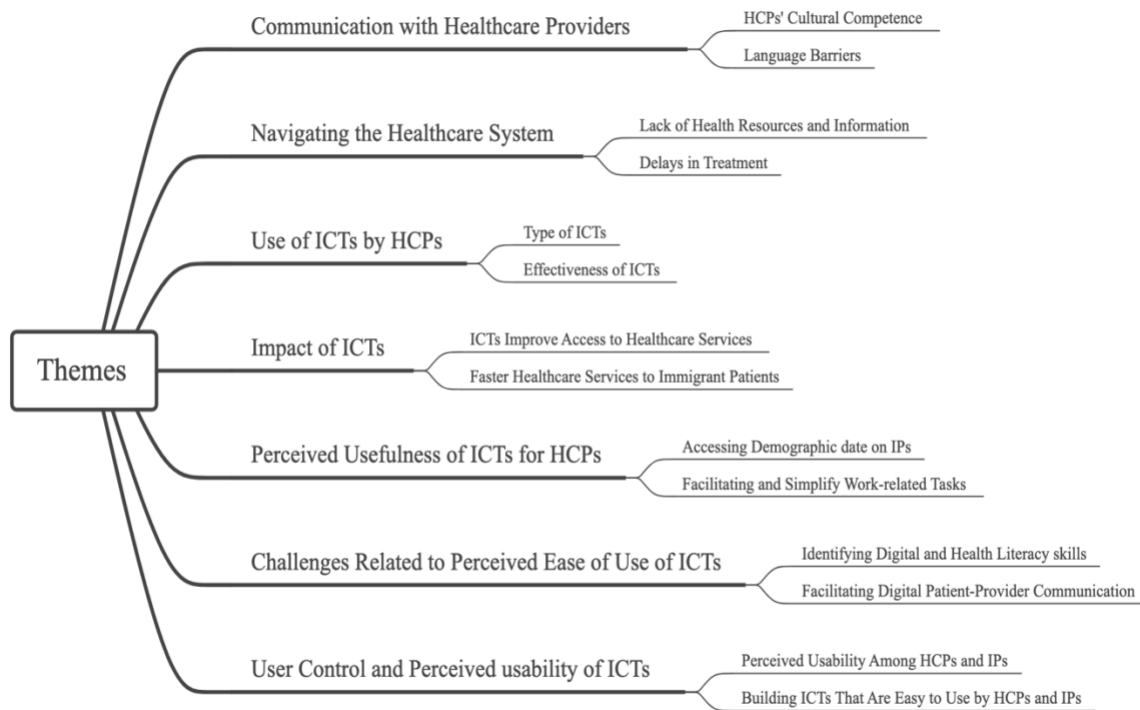 Themes
Communication with Healthcare Providers
HCPs' Cultural Competence
Language Barriers
Navigating the Healthcare System
Lack of Health Resources and Information
Delays in Treatment
Use of ICTs by HCPs
Type of ICTs
Effectiveness of ICTs
Impact of ICTs
ICTs Improve Access to Healthcare Services
Faster Healthcare Services to Immigrant Patients
Perceived Usefulness of ICTs for HCPs
Accessing Demographic date on IPs
Facilitating and Simplify Work-related Tasks
Challenges Related to Perceived Ease of Use of ICTs
Identifying Digital and Health Literacy skills
Facilitating Digital Patient-Provider Communication
User Control and Perceived usability of ICTs
Perceived Usability Among HCPs and IPs
Building ICTs That Are Easy to Use by HCPs and IPs